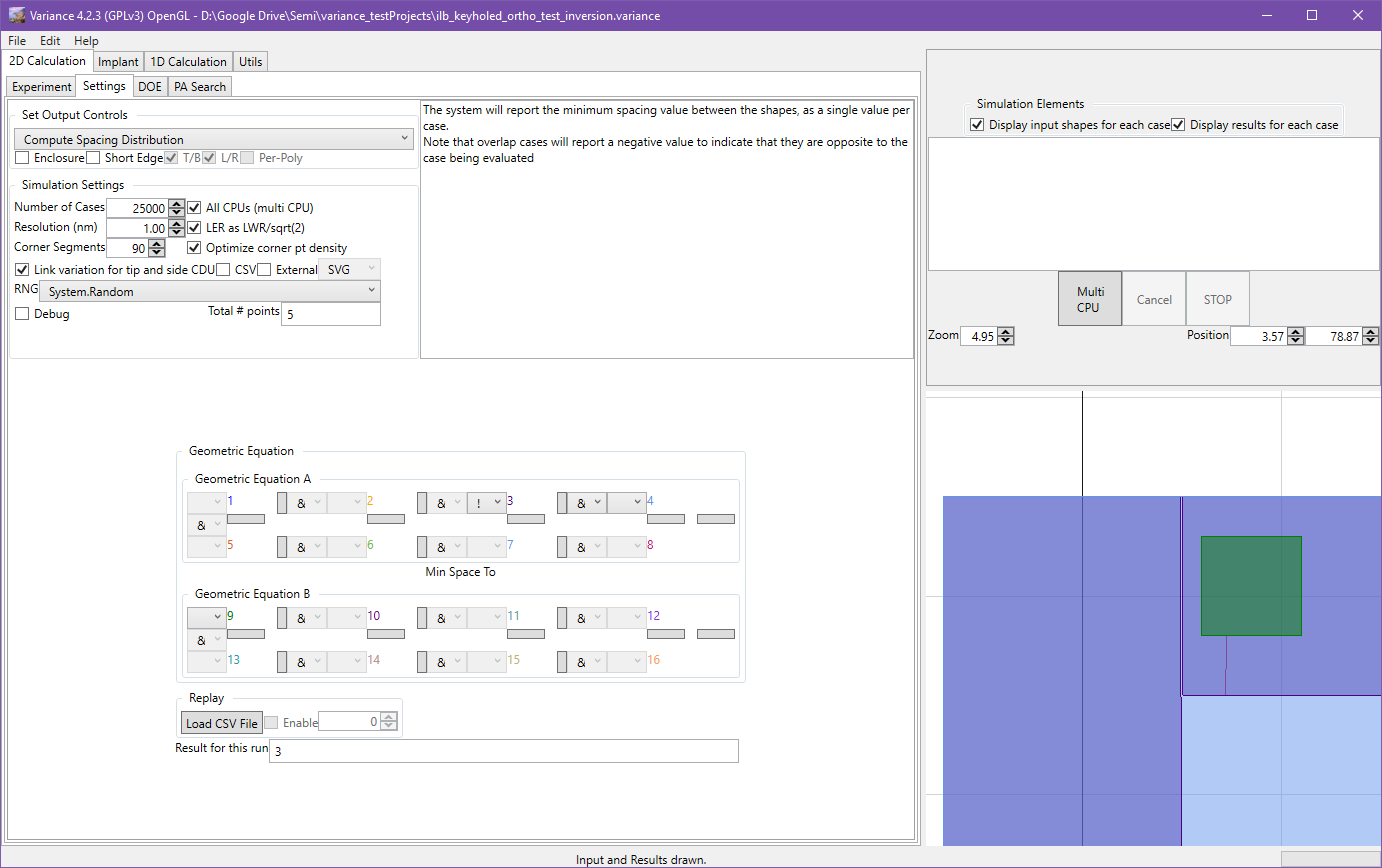 Variance 4.2.3 (GPLv3) OpenGL - D:\Google Drive\Semi\variance_testProjects\ilb_keyholed_ortho_test_inversion.variance
File Edit Help
2D Calculation Implant 1D Calculation Utils
Experiment Settings DOE PA Search
Set Output Controls
Compute Spacing Distribution
Enclosure Short Edge T/B L/R Per-Poly
Simulation Settings
Number of Cases 25000 All CPUs (multi CPU)
Resolution (nm) 1.00 LER as LWR/sqrt(2)
Corner Segments 90 Optimize corner pt density
Link variation for tip and side CDU CSV External SVG
RNG System.Random
Debug Total # points 5
The system will report the minimum spacing value between the shapes, as a single value per
case.
Note that overlap cases will report a negative value to indicate that they are opposite to the
case being evaluated
Geometric Equation
Geometric Equation A
1 & 2 & ! 3 & 4
&
5 & 6 & 7 & 8
Min Space To
Geometric Equation B
9 & 10 & 11 & 12
&
13 & 14 & 15 & 16
Replay
Load CSV File Enable 0
Result for this run 3
Simulation Elements
Display input shapes for each case Display results for each case
Multi
CPU
Cancel STOP
Zoom 4.95 Position 3.57 78.87
Input and Results drawn.